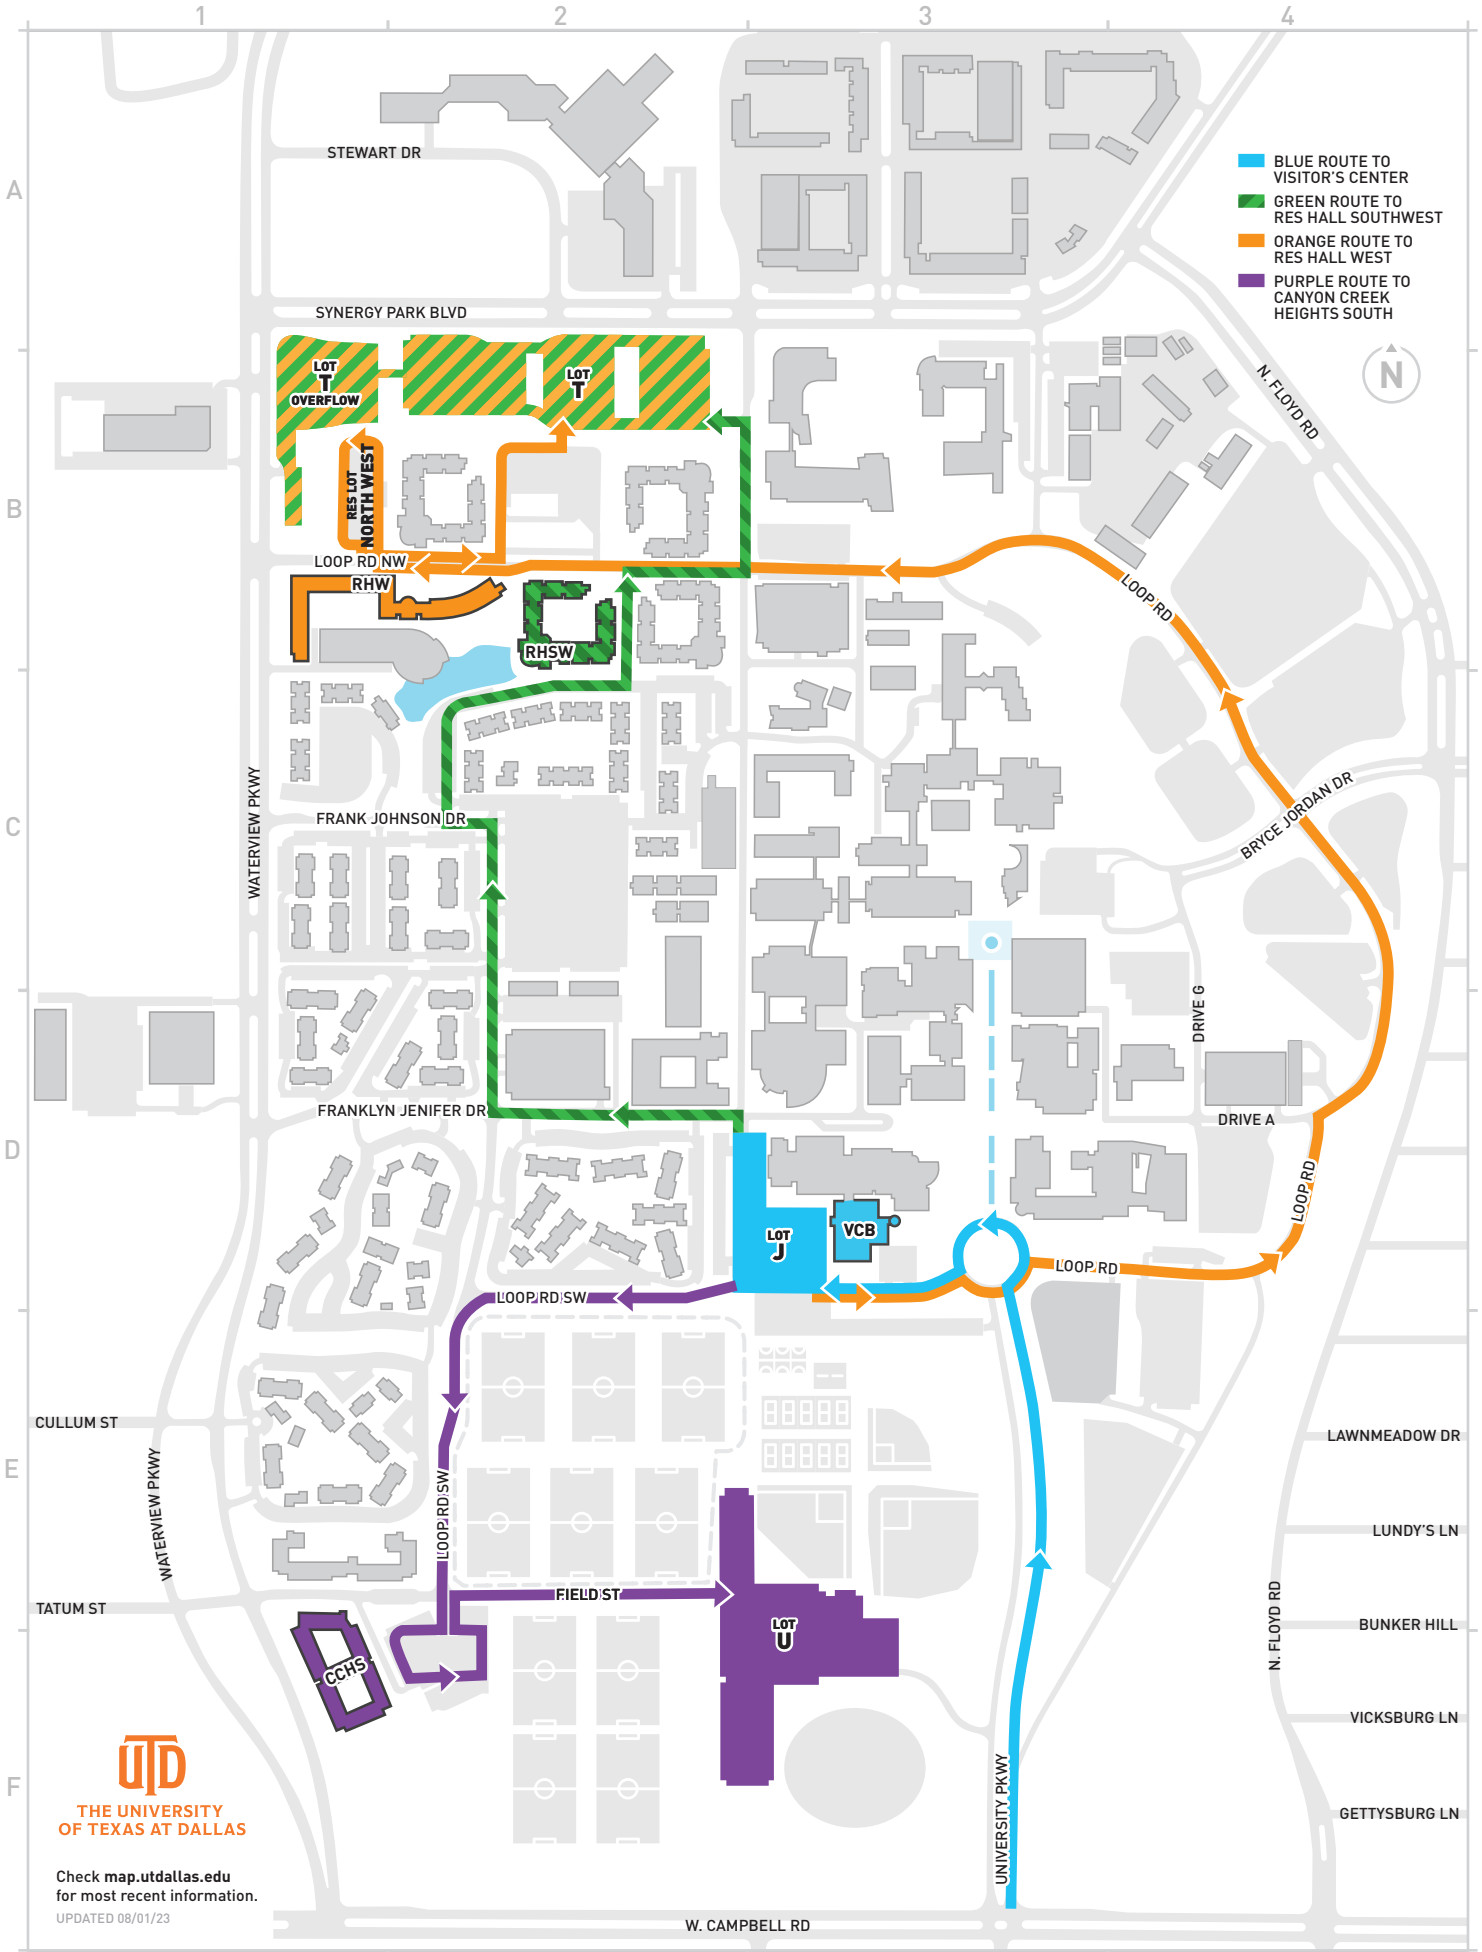 1
2
3
4
STEWART DR
A
BLUE ROUTE TO
VISITOR'S CENTER
GREEN ROUTE TO
RES HALL SOUTHWEST
ORANGE ROUTE TO
RES HALL WEST
PURPLE ROUTE TO
CANYON CREEK
HEIGHTS SOUTH
SYNERGY PARK BLVD
LOT
T
OVERFLOW
LOT
T
N
N. FLOYD RD
RES LOT
NORTH WEST
B
LOOP RD NW
RHW
RHSW
LOOP RD
WATERVIEW PKWY
FRANK JOHNSON DR
C
BRYCE JORDAN DR
DRIVE G
FRANKLYN JENIFER DR
DRIVE A
D
LOOP RD
VCB
LOT
J
LOOP RD
LOOP RD SW
CULLUM ST
LAWNMEADOW DR
E
WATERVIEW PKWY
LOOP RD SW
LUNDY'S LN
FIELD ST
TATUM ST
N. FLOYD RD
BUNKER HILL
LOT
U
CCHS
VICKSBURG LN
UTD
F
UNIVERSITY PKWY
THE UNIVERSITY
OF TEXAS AT DALLAS
GETTYSBURG LN
Check map.utdallas.edu
for most recent information.
UPDATED 08/01/23
W. CAMPBELL RD